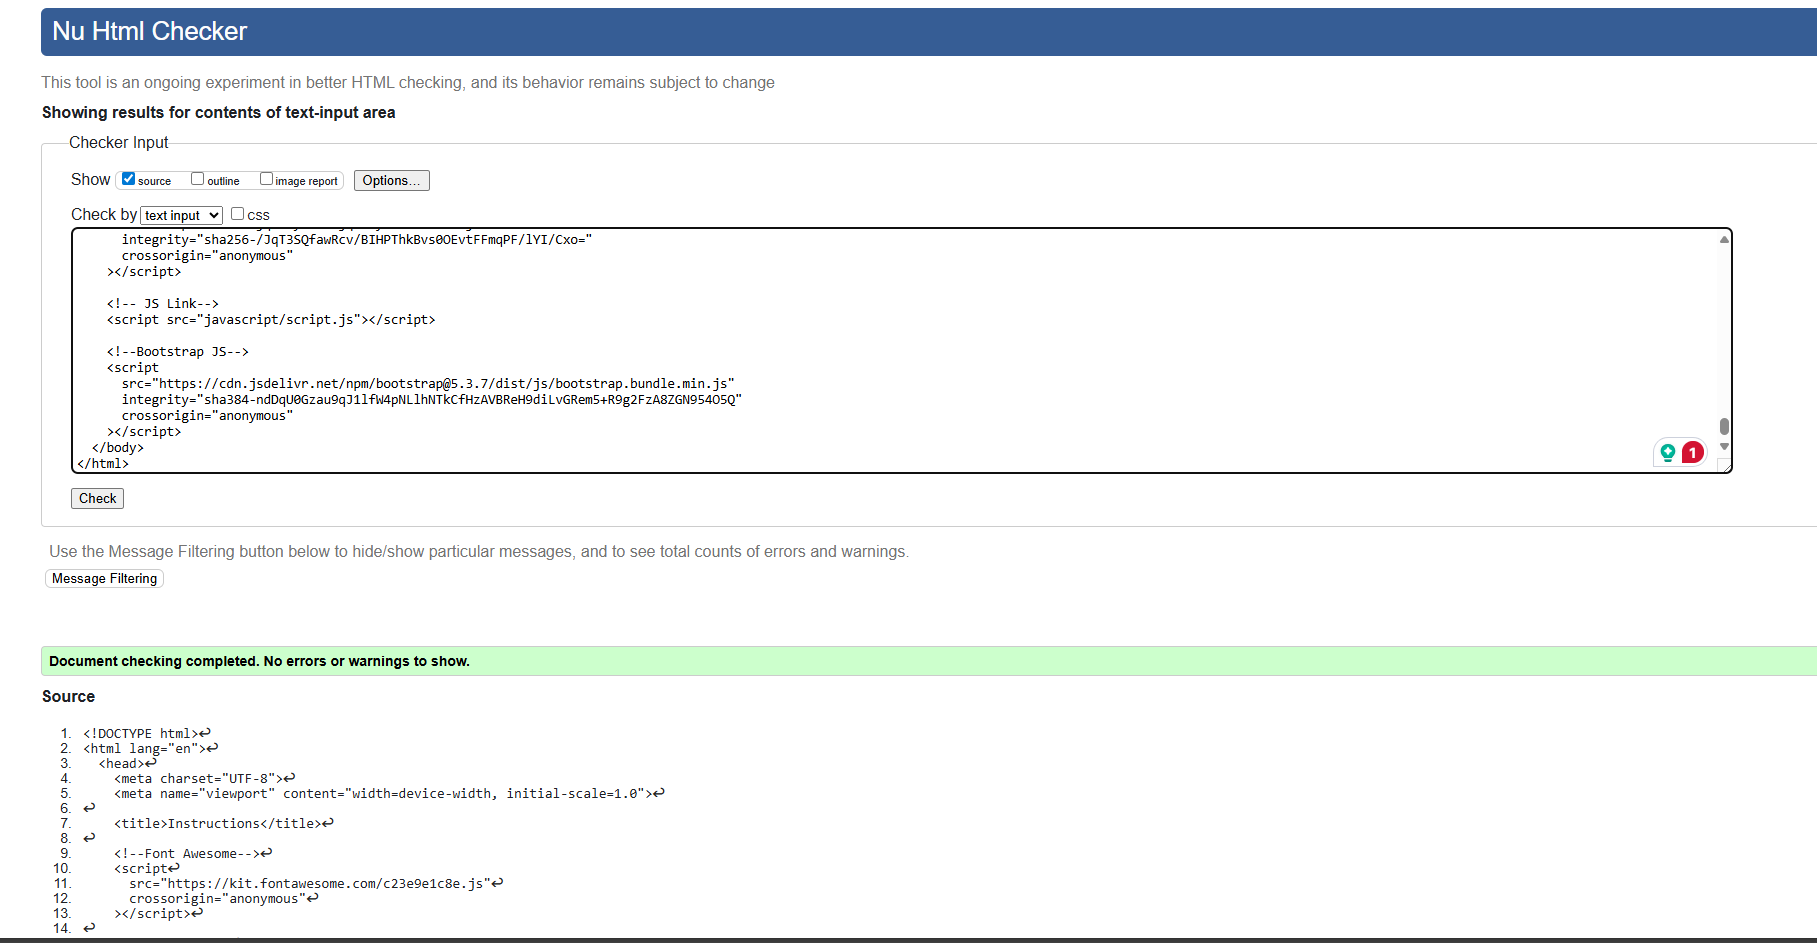 Nu Html Checker
This tool is an ongoing experiment in better HTML checking, and its behavior remains subject to change
Showing results for contents of text-input area
Checker Input
Show source outline image report Options...
Check by text input css
integrity="sha256-/JqT3SQfawRcv/BIHPThkBvs0OEvtFFmqPF/lYI/Cxo="
crossorigin="anonymous"
></script>
<!-- JS Link-->
<script src="javascript/script.js"></script>
<!--Bootstrap JS-->
<script
src="https://cdn.jsdelivr.net/npm/bootstrap@5.3.7/dist/js/bootstrap.bundle.min.js"
integrity="sha384-ndDqU0Gzau9qJ1lfW4pNLlhNTkCfHzAVBReH9diLvGRem5+R9g2FzA8ZGN954O5Q"
crossorigin="anonymous"
></script>
</body>
</html>
1
Check
Use the Message Filtering button below to hide/show particular messages, and to see total counts of errors and warnings.
Message Filtering
Document checking completed. No errors or warnings to show.
Source
1. <!DOCTYPE html>↩
2. <html lang="en">↩
3. <head>↩
4. <meta charset="UTF-8">↩
5. <meta name="viewport" content="width=device-width, initial-scale=1.0">↩
6. ↩
7. <title>Instructions</title>↩
8. ↩
9. <!--Font Awesome-->↩
10. <script↩
11. src="https://kit.fontawesome.com/c23e9e1c8e.js"↩
12. crossorigin="anonymous"↩
13. ></script>↩
14. ↩